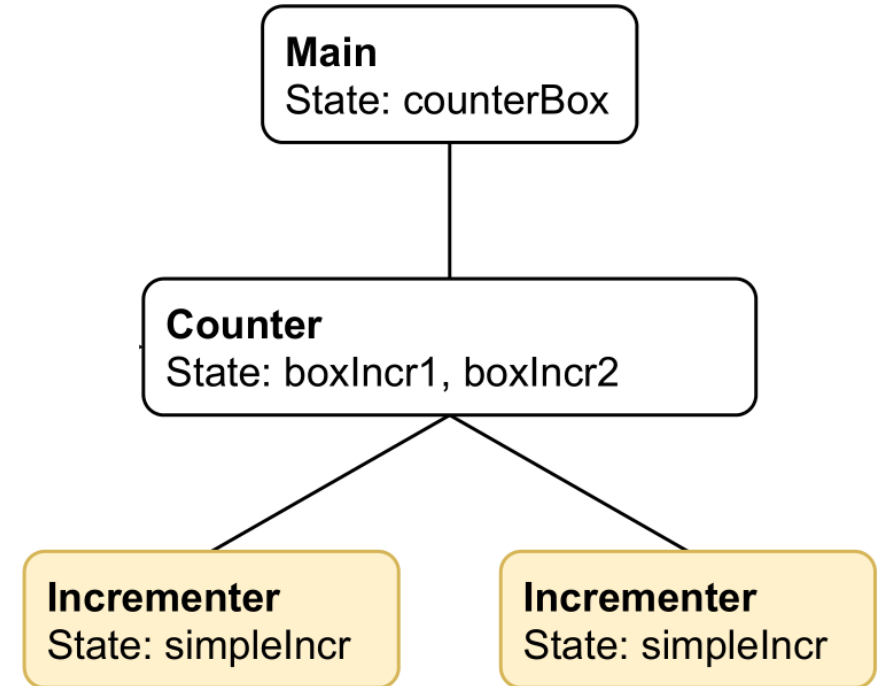 Main
State: counterBox
Counter
State: boxIncr1, boxIncr2
Incrementer
State: simpleIncr
Incrementer
State: simpleIncr